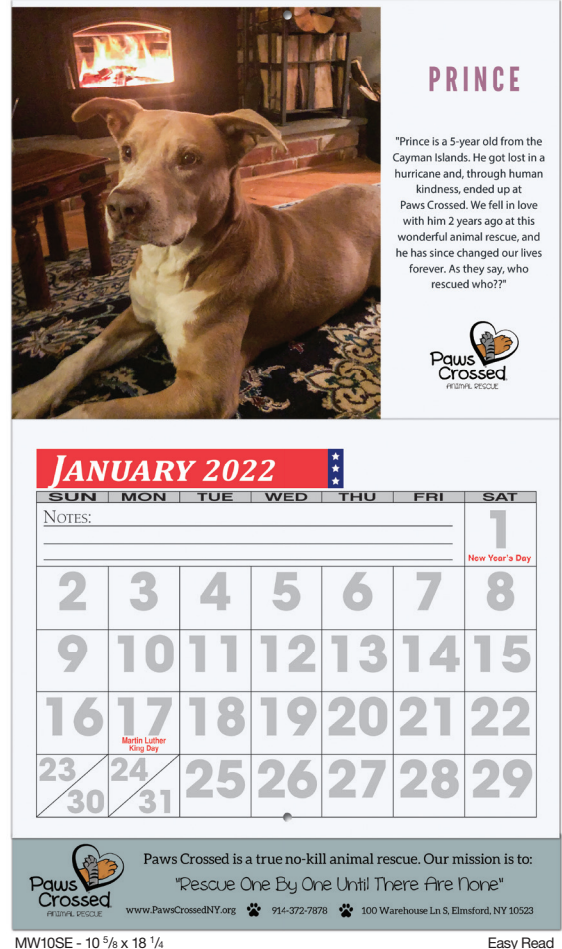 PRINCE
"Prince is a 5-year old from the
Cayman Islands. He got lost in a
hurricane and, through human
kindness, ended up at
Paws Crossed. We fell in love
with him 2 years ago at this
wonderful animal rescue, and
he has since changed our lives
forever. As they say, who
rescued who??"
Paws
Crossed
ANIMAL RESCUE
JANUARY 2022
SUN MON TUE WED THU FRI SAT
NOTES:
1
New Year's Day
2 3 4 5 6 7 8
9 10 11 12 13 14 15
16 17 18 19 20 21 22
Martin Luther
King Day
23 24 25 26 27 28 29
30 31
Paws
Crossed
ANIMAL RESCUE
Paws Crossed is a true no-kill animal rescue. Our mission is to:
"Rescue One By One Until There Are None"
www.PawsCrossedNY.org 914-372-7878 100 Warehouse Ln S, Elmsford, NY 10523
MW10SE - 10 5/8 x 18 1/4 Easy Read